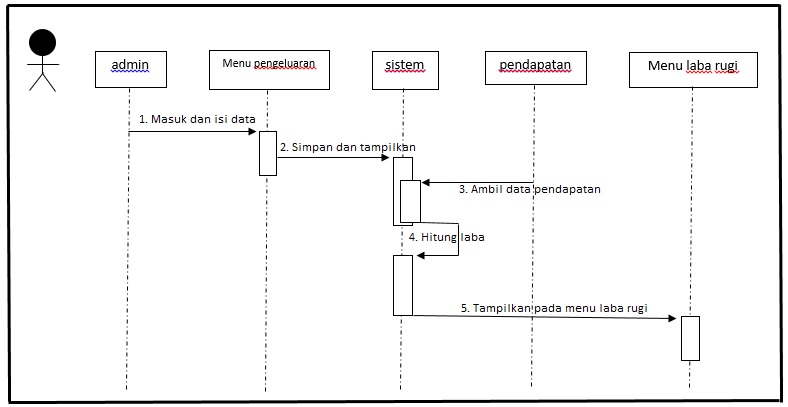 admin
Menu pengeluaran
sistem
pendapatan
Menu laba rugi
1. Masuk dan isi data
2. Simpan dan tampilkan
3. Ambil data pendapatan
4. Hitung laba
5. Tampilkan pada menu laba rugi